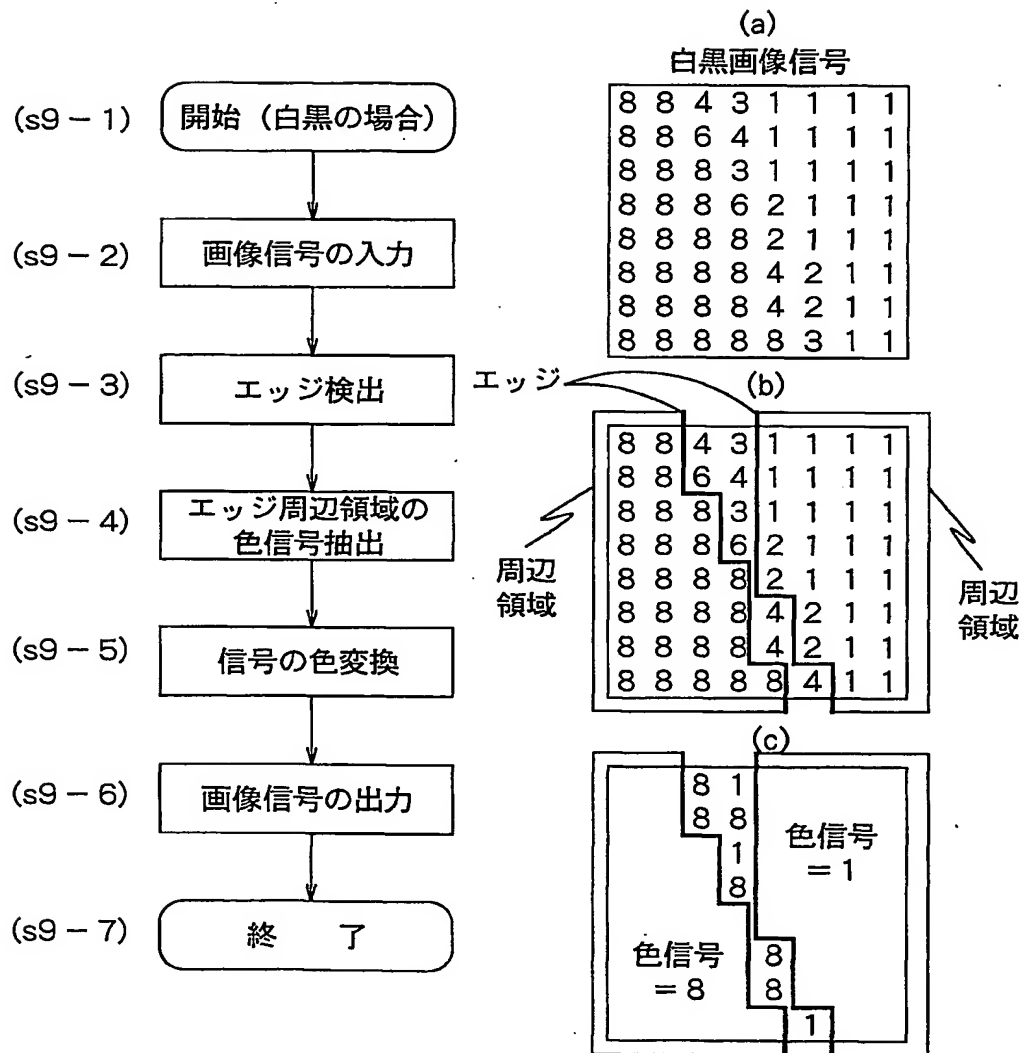 (s9－1)
開始（白黒の場合）
(s9－2)
画像信号の入力
(s9－3)
エッジ検出
(s9－4)
エッジ周辺領域の
色信号抽出
(s9－5)
信号の色変換
(s9－6)
画像信号の出力
(s9－7)
終 了
(a)
白黒画像信号
8 8 4 3 1 1 1 1
8 8 6 4 1 1 1 1
8 8 8 3 1 1 1 1
8 8 8 6 2 1 1 1
8 8 8 8 2 1 1 1
8 8 8 8 4 2 1 1
8 8 8 8 4 2 1 1
8 8 8 8 8 3 1 1
エッジ
(b)
8 8 4 3 1 1 1 1
8 8 6 4 1 1 1 1
8 8 8 3 1 1 1 1
8 8 8 6 2 1 1 1
8 8 8 8 2 1 1 1
8 8 8 8 4 2 1 1
8 8 8 8 4 2 1 1
8 8 8 8 8 4 1 1
周辺
領域
周辺
領域
(c)
8 1
8 8
1
8
8
8
1
色信号
＝1
色信号
＝8